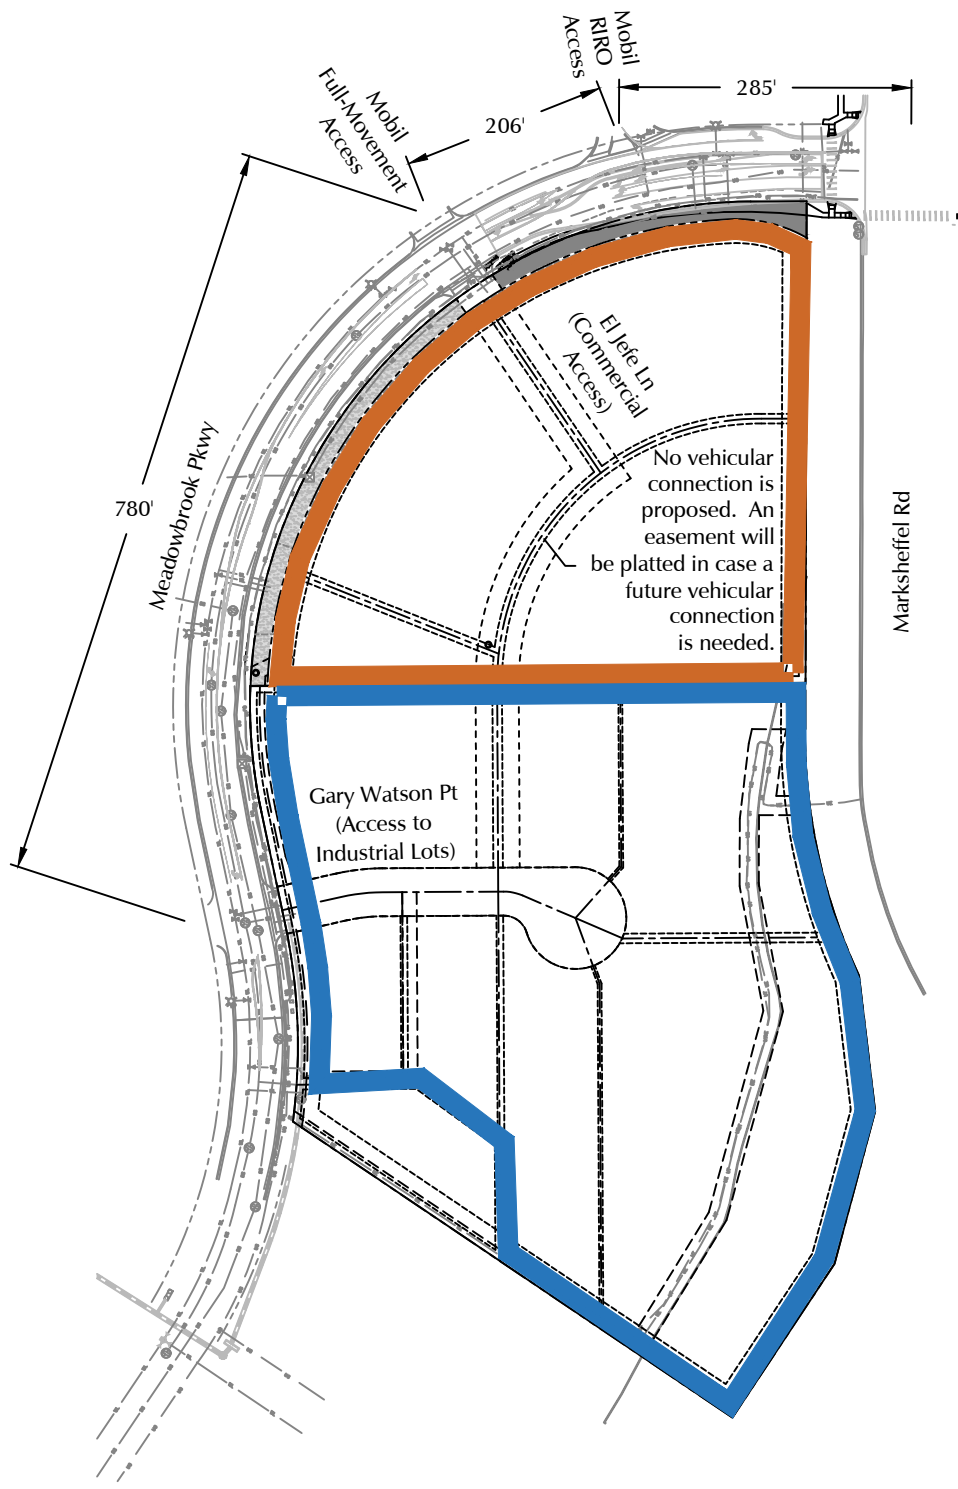 Mobil
RIRO
Access
285'
206'
Mobil
Full-Movement
Access
El Jefe Ln
(Commercial
Access)
No vehicular
connection is
proposed. An
easement will
be platted in case a
future vehicular
connection
is needed.
780'
Meadowbrook Pkwy
Marksheffel Rd
Gary Watson Pt
(Access to
Industrial Lots)